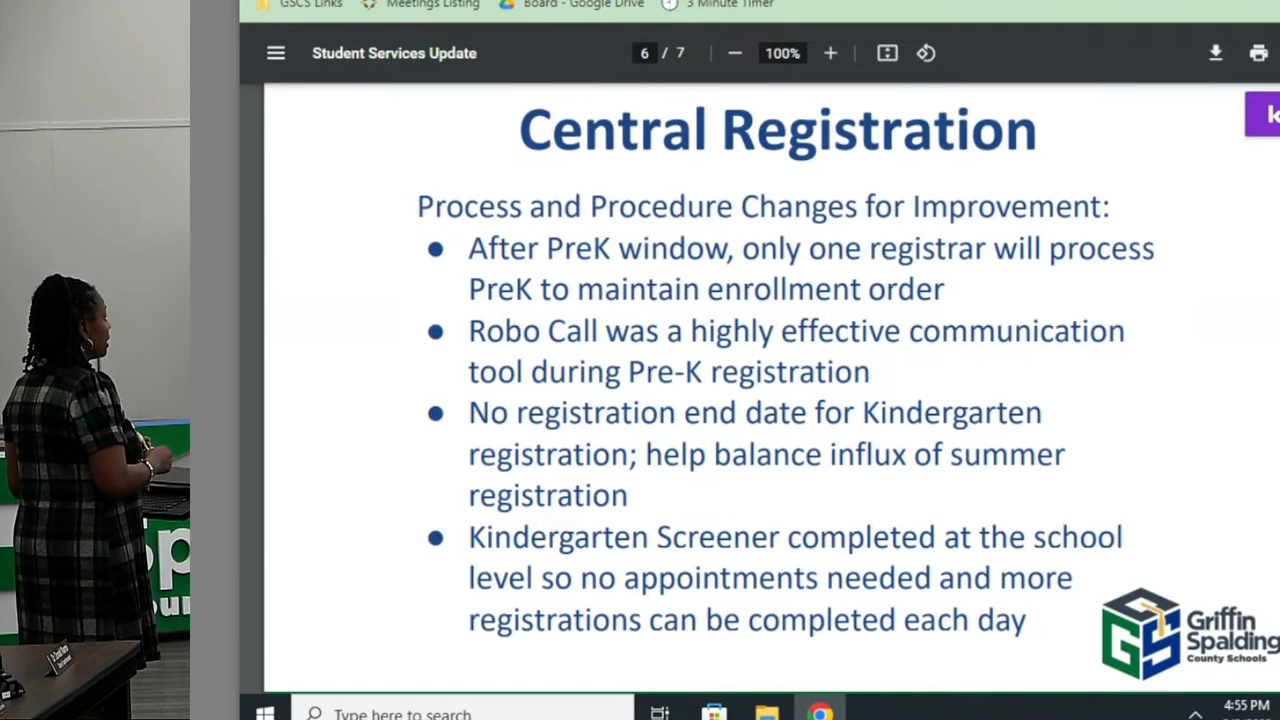 GSCS Links Meetings Listing Board - Google Drive 3 Minute Timer
Student Services Update 6 / 7 100%
Central Registration
Process and Procedure Changes for Improvement:
● After PreK window, only one registrar will process
PreK to maintain enrollment order
● Robo Call was a highly effective communication
tool during Pre-K registration
● No registration end date for Kindergarten
registration; help balance influx of summer
registration
● Kindergarten Screener completed at the school
level so no appointments needed and more
registrations can be completed each day
Griffin
Spalding
County Schools
Type here to search
4:55 PM